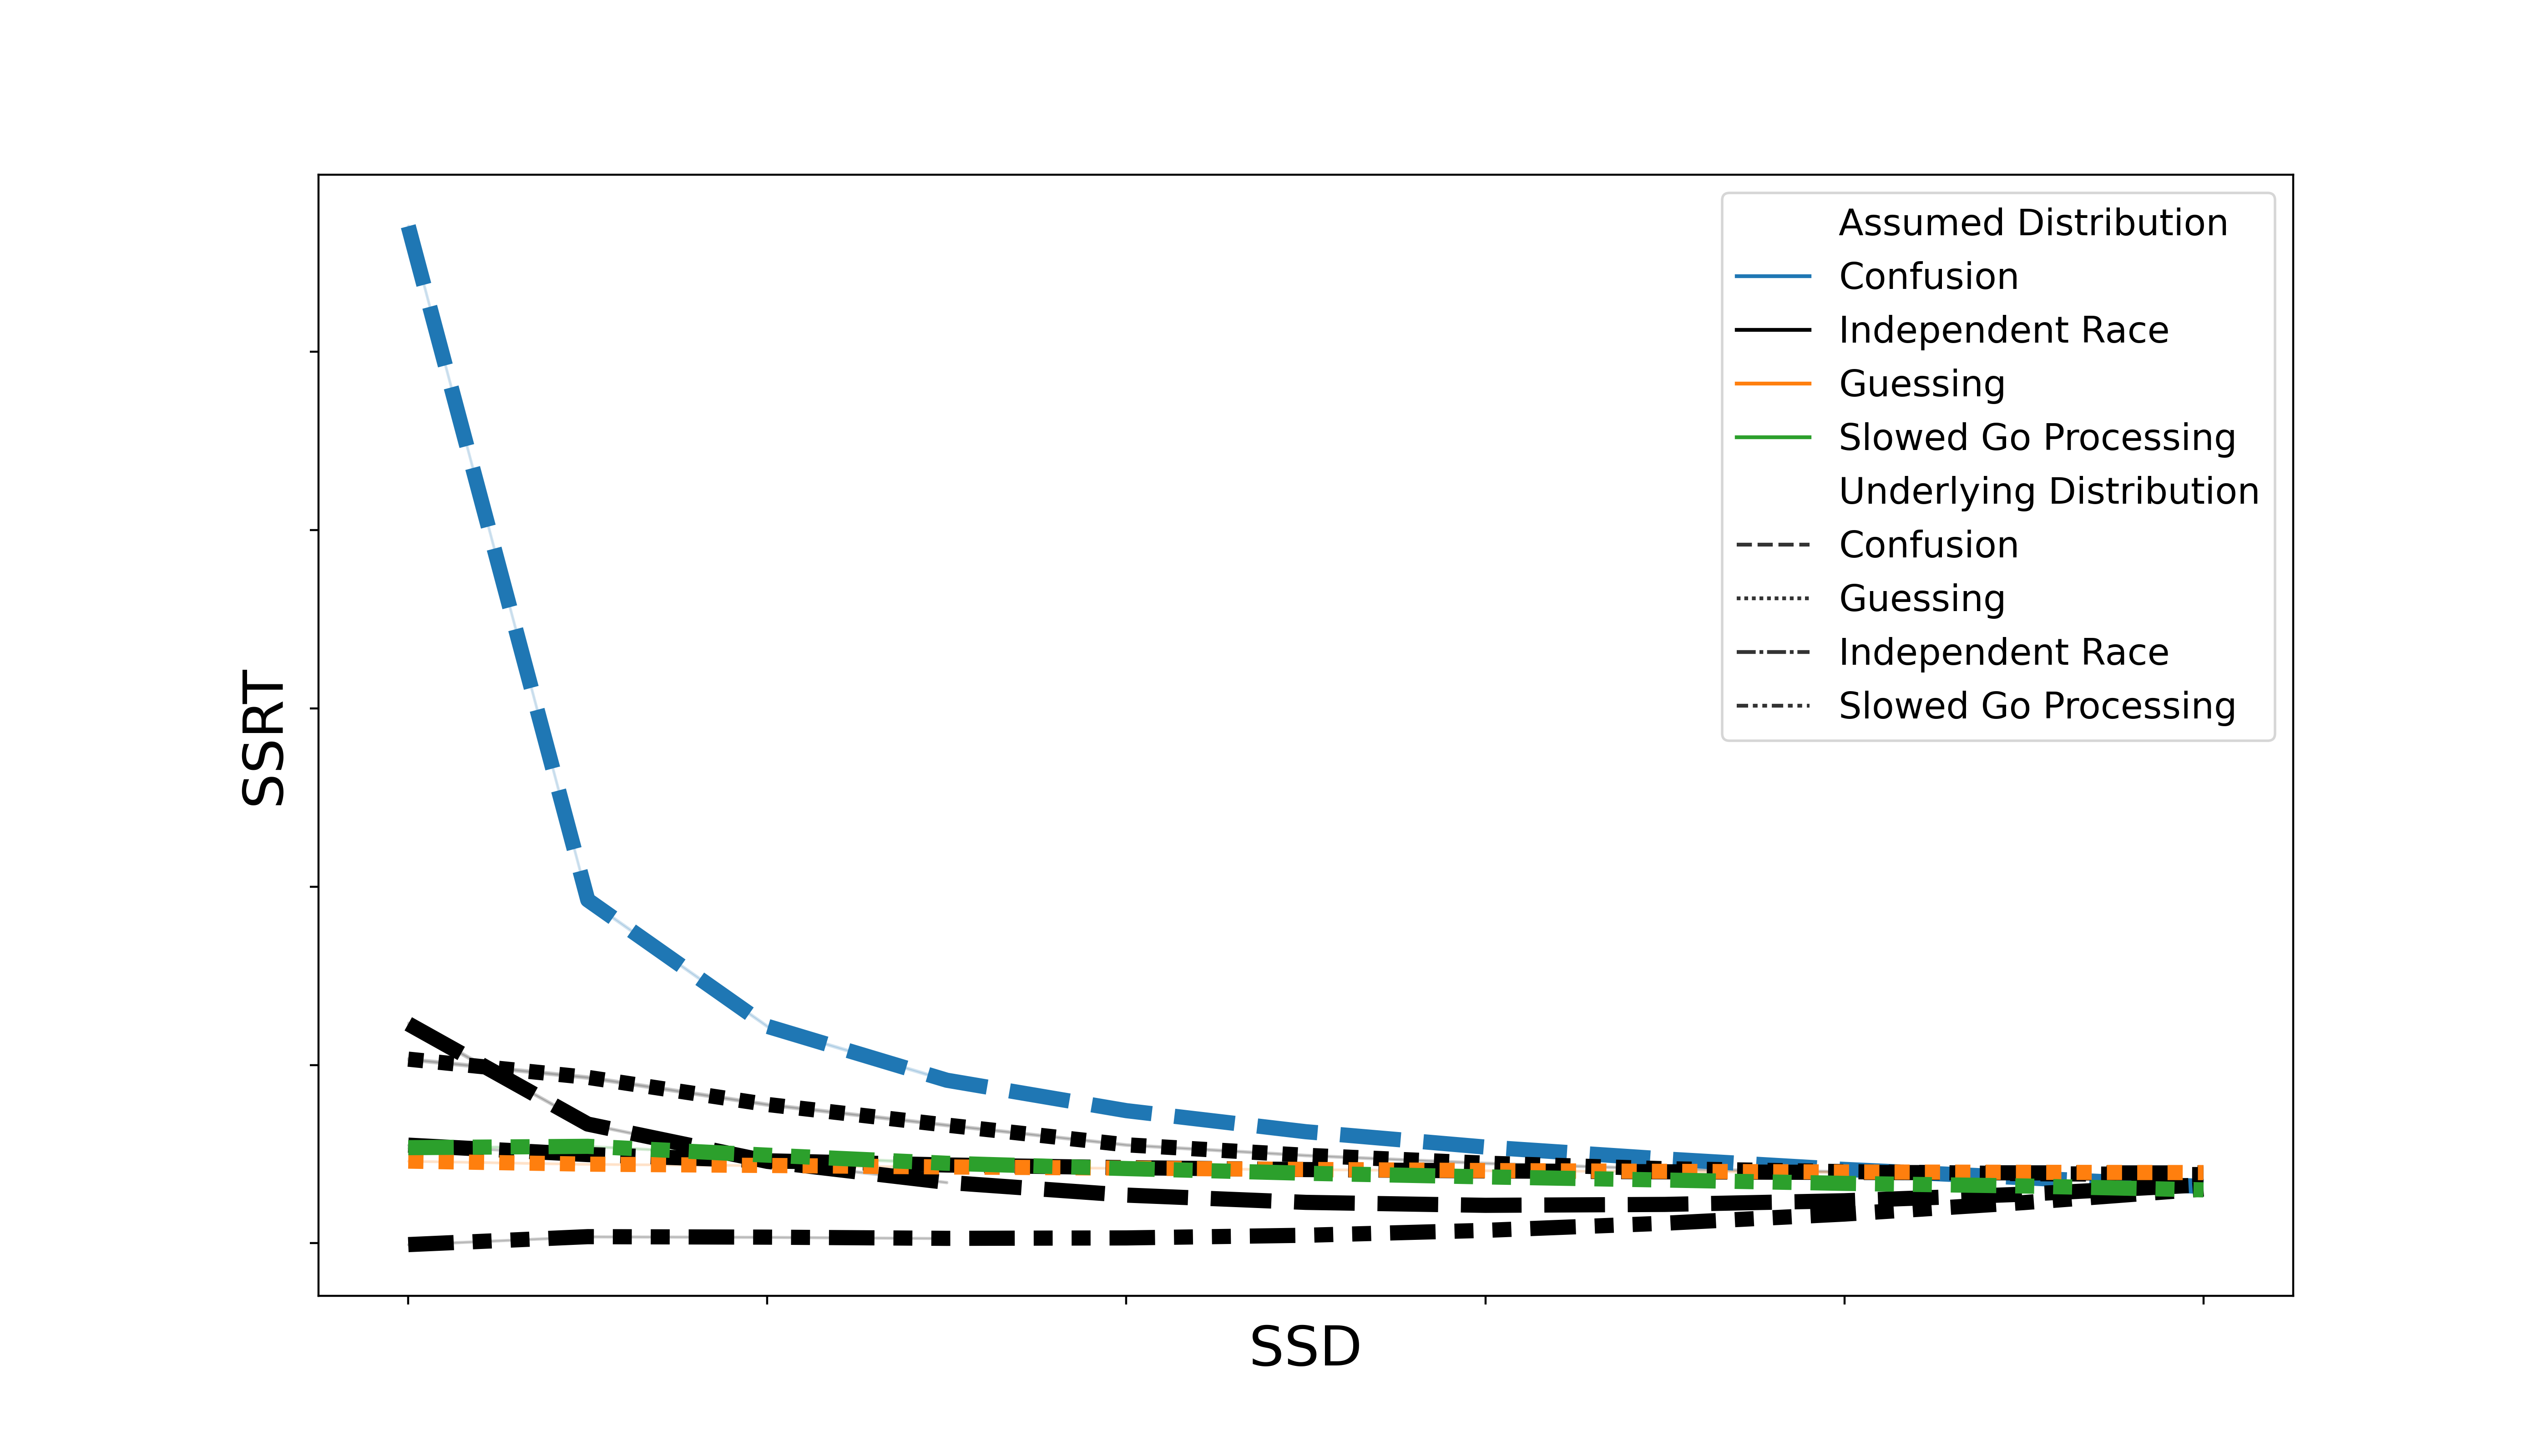 Assumed Distribution
Confusion
Independent Race
Guessing
Slowed Go Processing
Underlying Distribution
Confusion
Guessing
Independent Race
Slowed Go Processing
SSRT
SSD